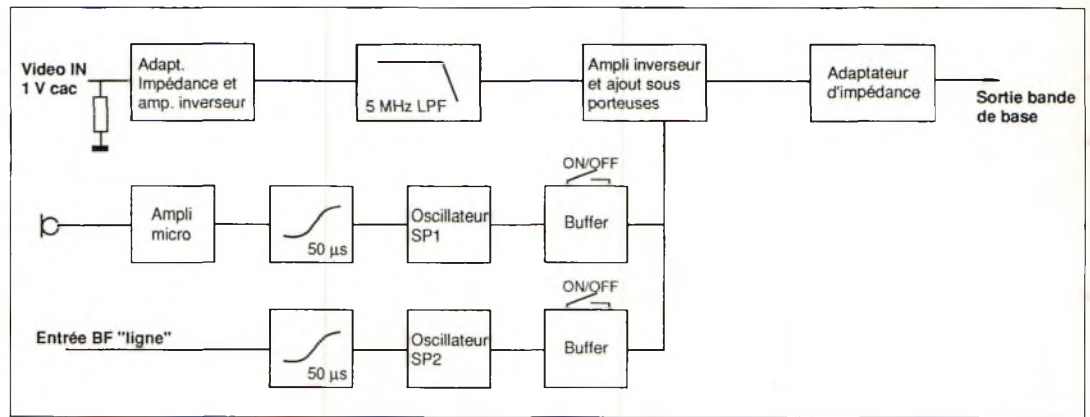 Video IN
1 V cac
Adapt.
Impédance et
amp. inverseur
5 MHz LPF
Ampli inverseur
et ajout sous
porteuses
Adaptateur
d'impédance
Sortie bande
de base
Ampli
micro
50 µs
Oscillateur
SP1
ON/OFF
Buffer
Entrée BF "ligne"
50 µs
Oscillateur
SP2
ON/OFF
Buffer